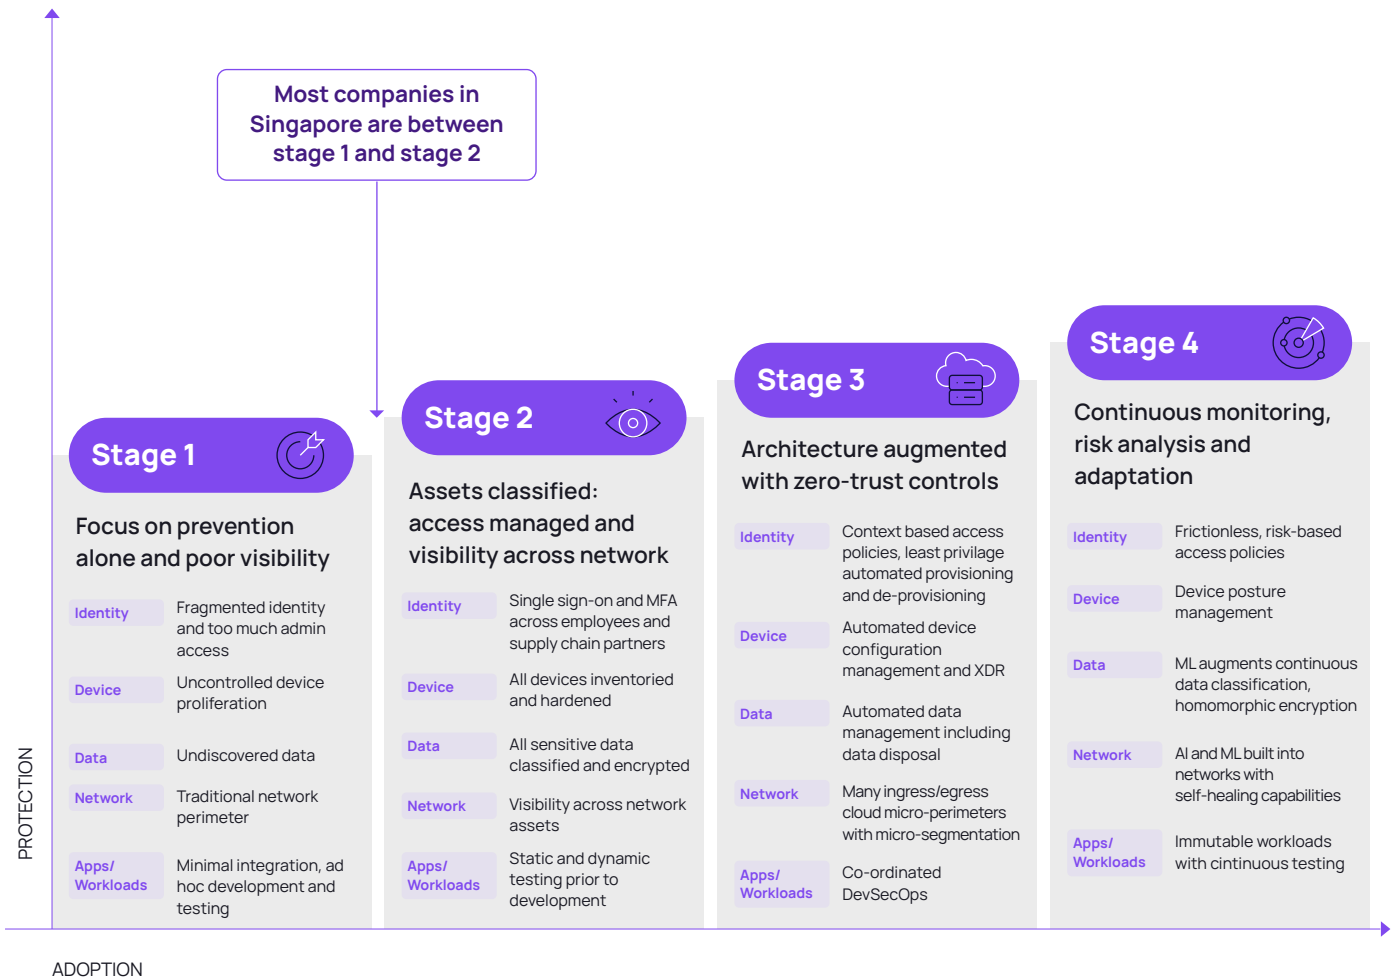 Most companies in
Singapore are between
stage 1 and stage 2
Stage 1
Focus on prevention
alone and poor visibility
Identity
Fragmented identity
and too much admin
access
Device
Uncontrolled device
proliferation
Data
Undiscovered data
Network
Traditional network
perimeter
Apps/
Workloads
Minimal integration, ad
hoc development and
testing
Stage 2
Assets classified:
access managed and
visibility across network
Identity
Single sign-on and MFA
across employees and
supply chain partners
Device
All devices inventoried
and hardened
Data
All sensitive data
classified and encrypted
Network
Visibility across network
assets
Apps/
Workloads
Static and dynamic
testing prior to
development
Stage 3
Architecture augmented
with zero-trust controls
Identity
Context based access
policies, least privilage
automated provisioning
and de-provisioning
Device
Automated device
configuration
management and XDR
Data
Automated data
management including
data disposal
Network
Many ingress/egress
cloud micro-perimeters
with micro-segmentation
Apps/
Workloads
Co-ordinated
DevSecOps
Stage 4
Continuous monitoring,
risk analysis and
adaptation
Identity
Frictionless, risk-based
access policies
Device
Device posture
management
Data
ML augments continuous
data classification,
homomorphic encryption
Network
AI and ML built into
networks with
self-healing capabilities
Apps/
Workloads
Immutable workloads
with cintinuous testing
PROTECTION
ADOPTION